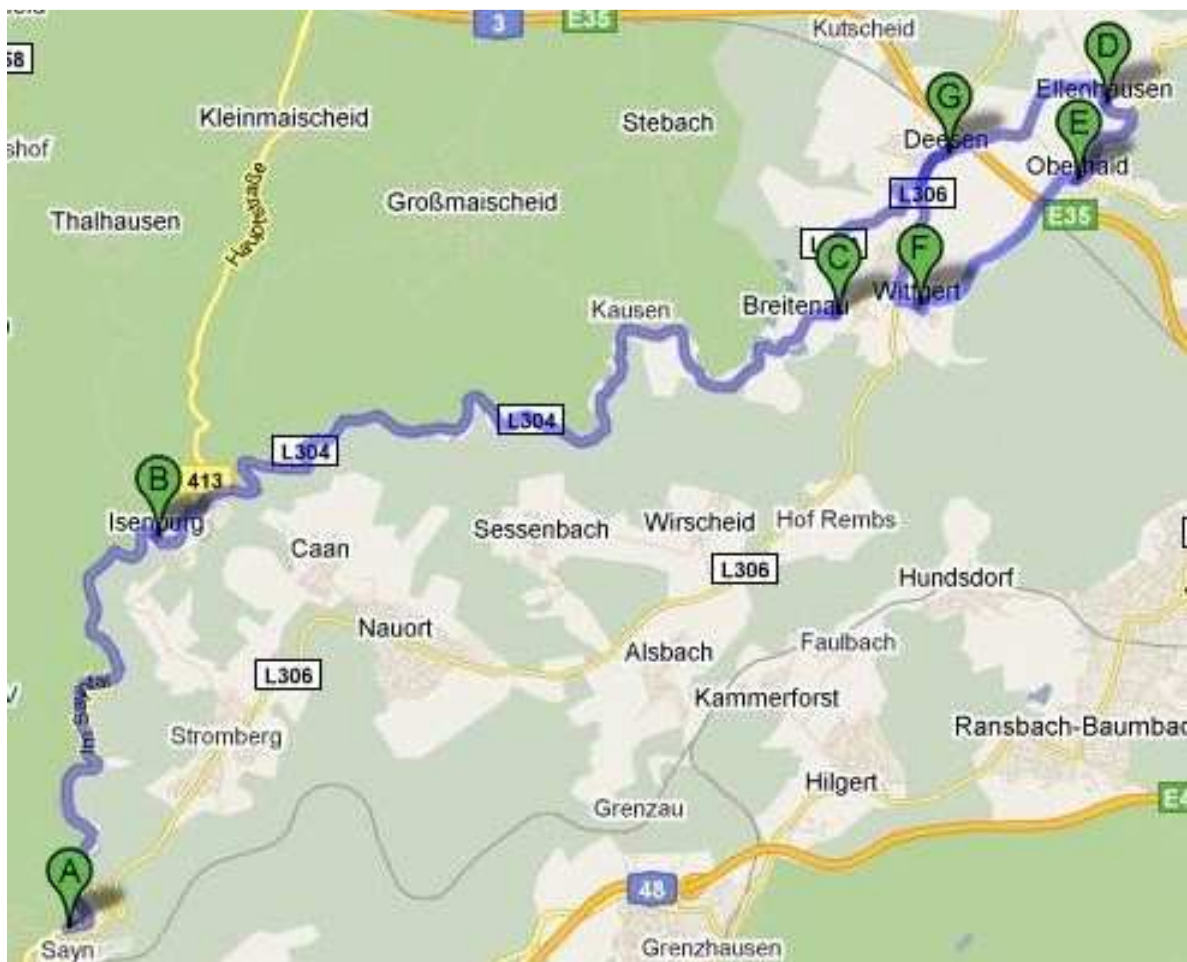 3
E35
Kutscheid
D
58
Ellenhausen
G
Kleinmaischeid
Stebach
Deesen
E
shof
Oberhaid
Hauptstraße
Großmaischeid
L306
Thalhausen
E35
F
C
Wittgert
Breitenau
Kausen
L304
L304
B
413
Isenburg
Sessenbach
Wirscheid
Hof Rembs
Caan
L306
Hundsdorf
Nauort
Faulbach
Alsbach
L306
Kammerforst
Im Sayntal
Stromberg
Ransbach-Baumbac
Hilgert
Grenzau
E4
A
48
Sayn
Grenzhausen